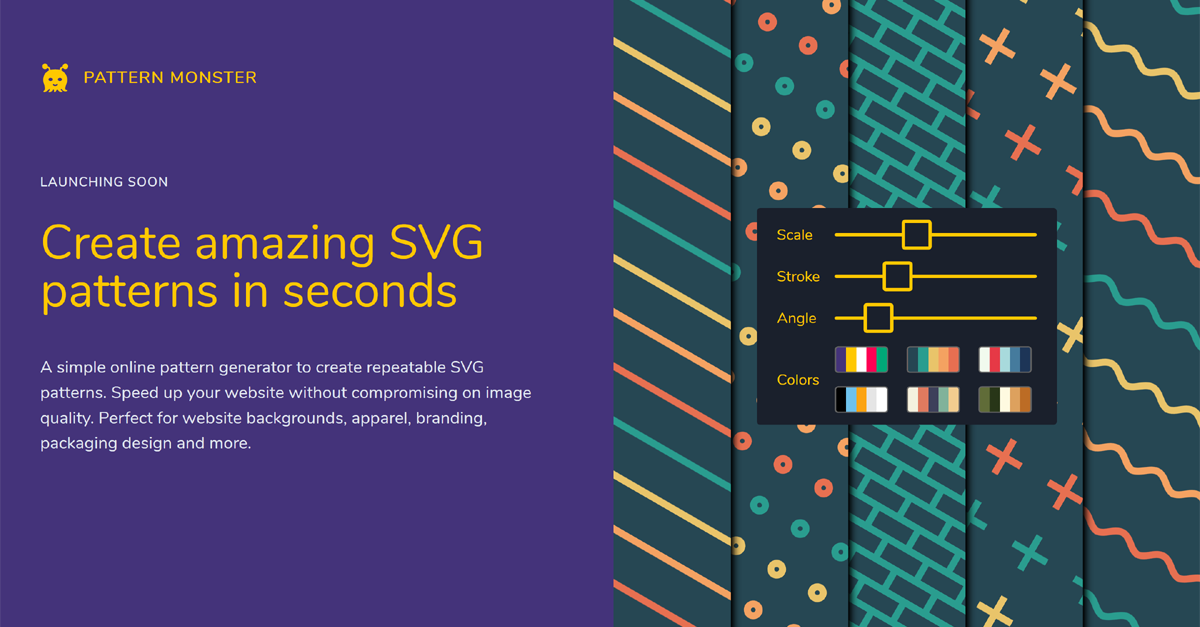 PATTERN MONSTER
LAUNCHING SOON
Create amazing SVG
patterns in seconds
A simple online pattern generator to create repeatable SVG
patterns. Speed up your website without compromising on image
quality. Perfect for website backgrounds, apparel, branding,
packaging design and more.
Scale
Stroke
Angle
Colors